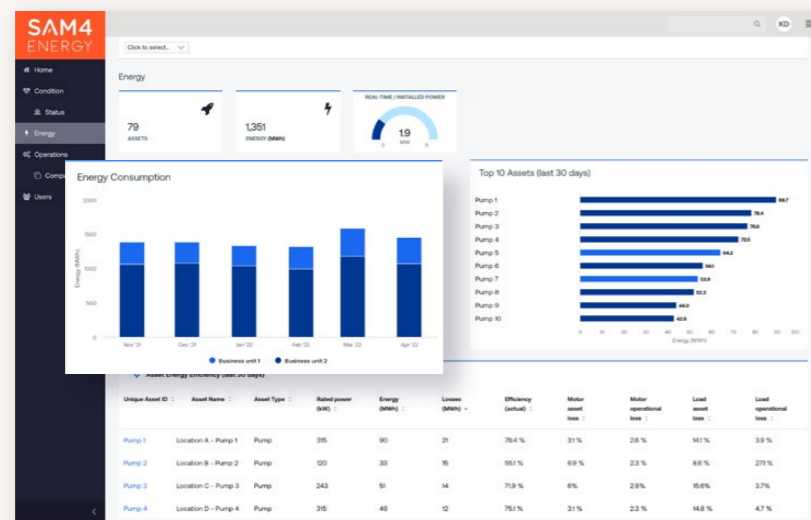 SAM4
ENERGY
KD
Home
Click to select..
Condition
Status
Energy
Operations
Comp
Users
Energy
79
ASSETS
1,351
ENERGY (MWh)
REAL-TIME / INSTALLED POWER
1.9
MW
0
Energy Consumption
Energy (MWh)
2000
1500
1000
500
0
Nov '21 Dec '21 Jan '22 Feb '22 Mar '22 Apr '22
Business unit 1 Business unit 2
Top 10 Assets (last 30 days)
Pump 1 89.7
Pump 2 78.4
Pump 3 76.6
Pump 4 72.5
Pump 5 64.2
Pump 6 56.1
Pump 7 53.8
Pump 8 52.2
Pump 9 44.0
Pump 10 42.9
0 10 20 30 40 50 60 70 80 90 100
Energy (MWh)
Asset Energy Efficiency (last 30 days)
Unique Asset ID Asset Name Asset Type Rated power (kW) Energy (MWh) Losses (MWh) Efficiency (actual) Motor asset loss Motor operational loss Load asset loss Load operational loss
Pump 1 Location A - Pump 1 Pump 315 90 21 76.4 % 3.1 % 2.6 % 14.1 % 3.9 %
Pump 2 Location B - Pump 2 Pump 120 33 15 55.1 % 6.9 % 2.3 % 8.6 % 27.1 %
Pump 3 Location C - Pump 3 Pump 243 51 14 71.9 % 6% 2.8% 15.6% 3.7%
Pump 4 Location D - Pump 4 Pump 315 49 12 75.1 % 3.1 % 2.3 % 14.8 % 4.7 %